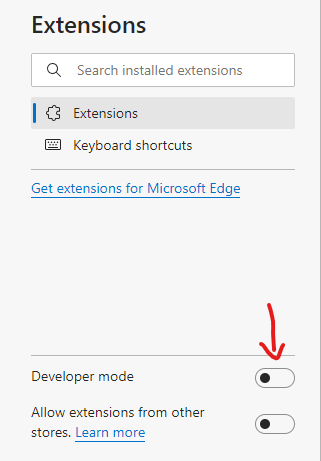 Extensions
Search installed extensions
Extensions
Keyboard shortcuts
Get extensions for Microsoft Edge
Developer mode
Allow extensions from other
stores. Learn more